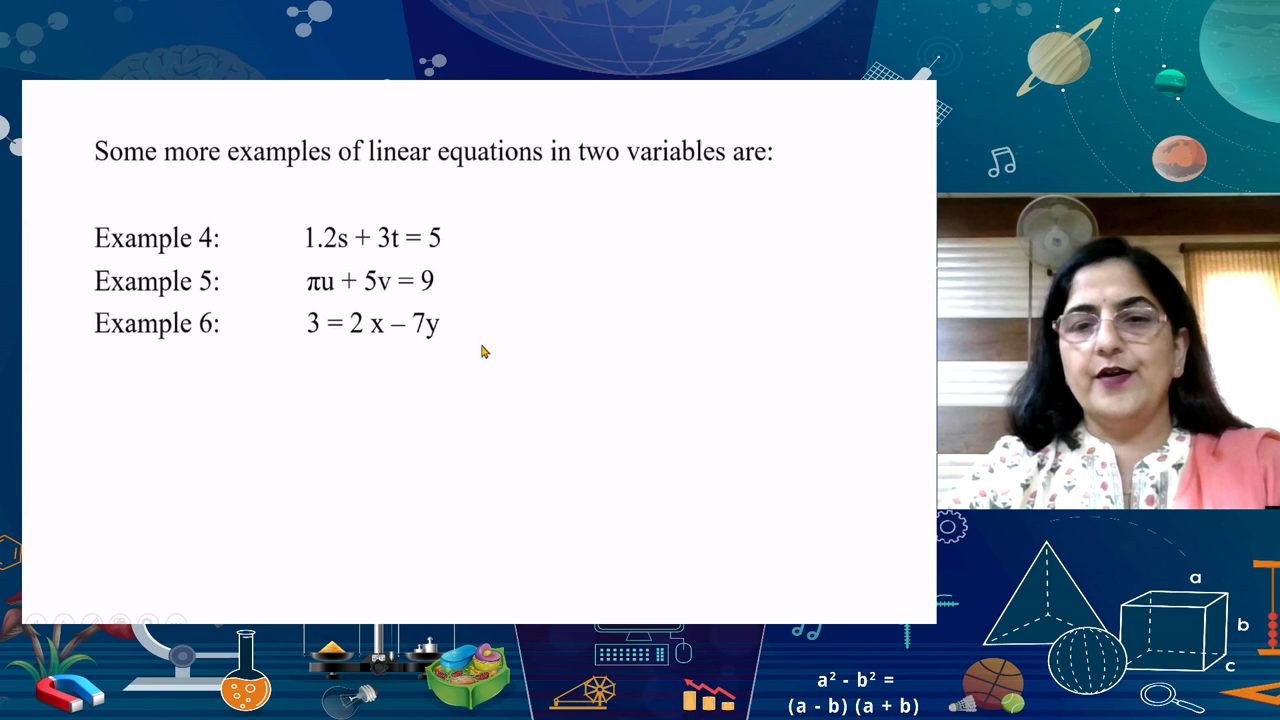 Some more examples of linear equations in two variables are:
Example 4: 1.2s + 3t = 5
Example 5: πu + 5v = 9
Example 6: 3 = 2 x – 7y
a
b
c
a² - b² =
(a - b) (a + b)